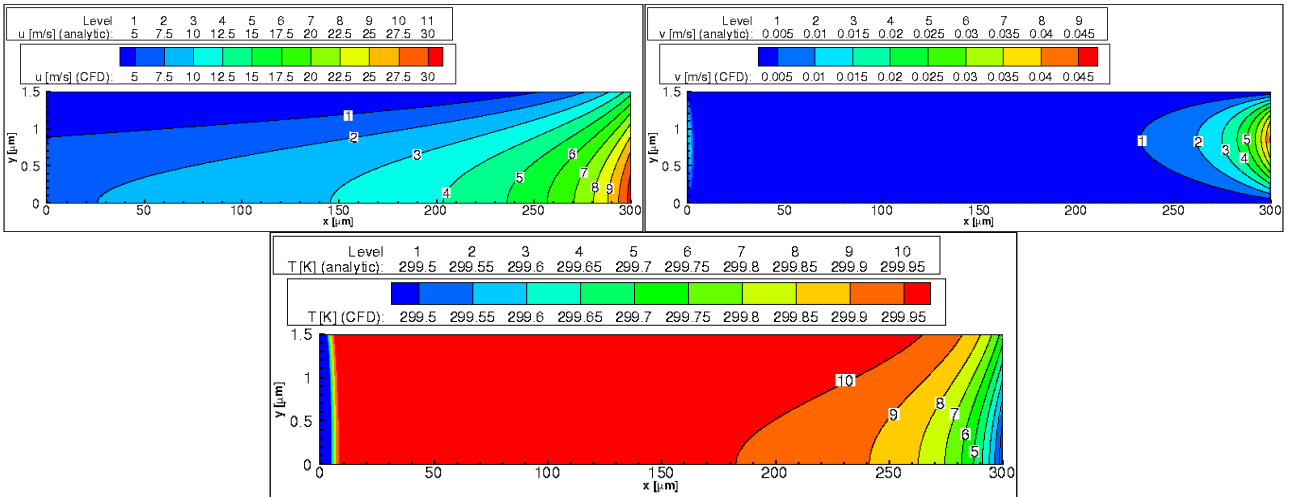 Level 1 2 3 4 5 6 7 8 9 10 11
u [m/s] (analytic): 5 7.5 10 12.5 15 17.5 20 22.5 25 27.5 30
u [m/s] (CFD): 5 7.5 10 12.5 15 17.5 20 22.5 25 27.5 30
1.5
1
0.5
0
y [μm]
1 2 3 4 5 6 7 8 9
0 50 100 150 200 250 300
x [μm]
Level 1 2 3 4 5 6 7 8 9
v [m/s] (analytic): 0.005 0.01 0.015 0.02 0.025 0.03 0.035 0.04 0.045
v [m/s] (CFD): 0.005 0.01 0.015 0.02 0.025 0.03 0.035 0.04 0.045
1.5
1
0.5
0
y [μm]
1 2 3 4 5
0 50 100 150 200 250 300
x [μm]
Level 1 2 3 4 5 6 7 8 9 10
T [K] (analytic): 299.5 299.55 299.6 299.65 299.7 299.75 299.8 299.85 299.9 299.95
T [K] (CFD): 299.5 299.55 299.6 299.65 299.7 299.75 299.8 299.85 299.9 299.95
1.5
1
0.5
0
y [μm]
10 9 8 7 6 5
0 50 100 150 200 250 300
x [μm]